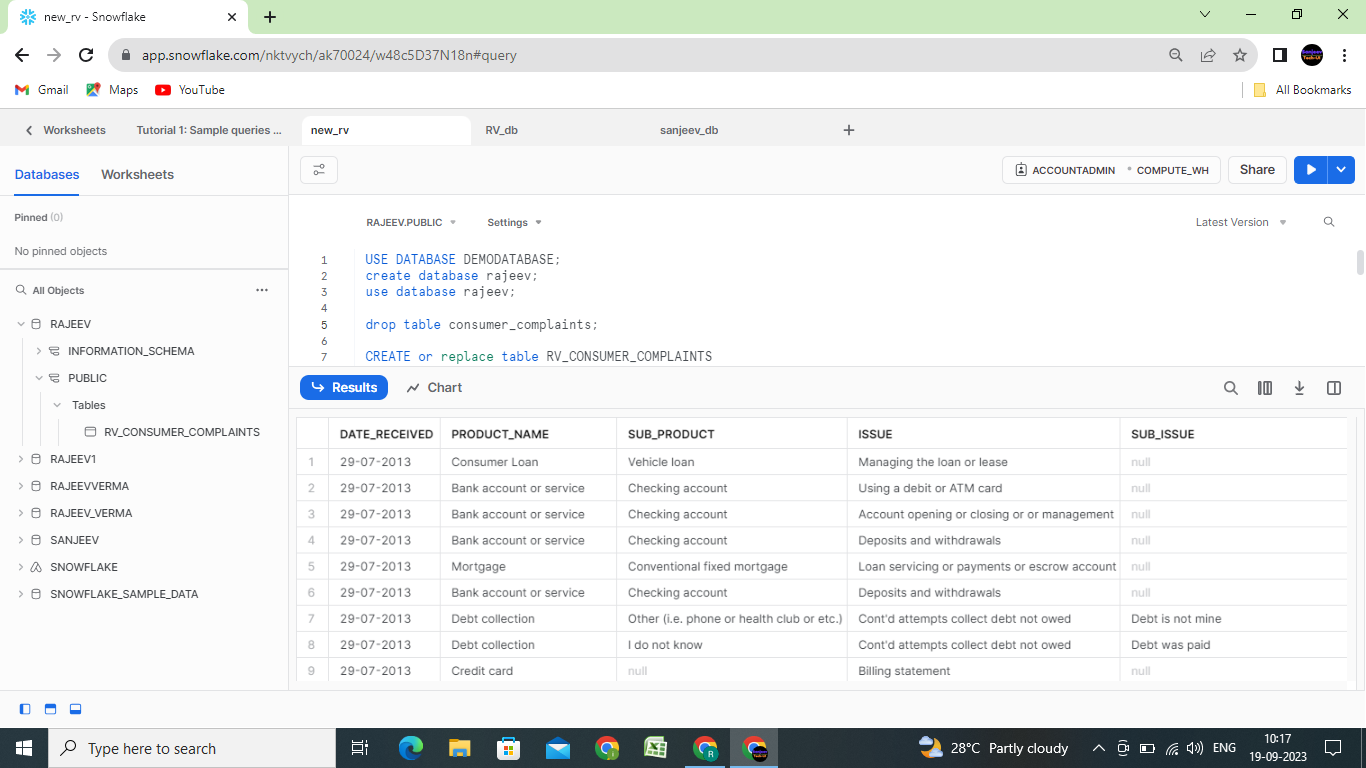 new_rv - Snowflake
app.snowflake.com/nktvych/ak70024/w48c5D37N18n#query
Gmail Maps YouTube All Bookmarks
Worksheets Tutorial 1: Sample queries ... new_rv RV_db sanjeev_db
Databases Worksheets
ACCOUNTADMIN COMPUTE_WH Share
Pinned (0)
No pinned objects
All Objects
RAJEEV
INFORMATION_SCHEMA
PUBLIC
Tables
RV_CONSUMER_COMPLAINTS
RAJEEV1
RAJEEVVERMA
RAJEEV_VERMA
SANJEEV
SNOWFLAKE
SNOWFLAKE_SAMPLE_DATA
RAJEEV.PUBLIC Settings Latest Version
1 USE DATABASE DEMODATABASE;
2 create database rajeev;
3 use database rajeev;
4
5 drop table consumer_complaints;
6
7 CREATE or replace table RV_CONSUMER_COMPLAINTS
Results Chart
DATE_RECEIVED PRODUCT_NAME SUB_PRODUCT ISSUE SUB_ISSUE
1 29-07-2013 Consumer Loan Vehicle loan Managing the loan or lease null
2 29-07-2013 Bank account or service Checking account Using a debit or ATM card null
3 29-07-2013 Bank account or service Checking account Account opening or closing or or management null
4 29-07-2013 Bank account or service Checking account Deposits and withdrawals null
5 29-07-2013 Mortgage Conventional fixed mortgage Loan servicing or payments or escrow account null
6 29-07-2013 Bank account or service Checking account Deposits and withdrawals null
7 29-07-2013 Debt collection Other (i.e. phone or health club or etc.) Cont'd attempts collect debt not owed Debt is not mine
8 29-07-2013 Debt collection I do not know Cont'd attempts collect debt not owed Debt was paid
9 29-07-2013 Credit card null Billing statement null
Type here to search 28°C Partly cloudy ENG 10:17
19-09-2023